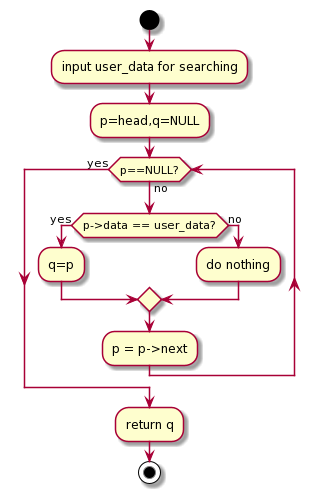 input user_data for searching
p=head,q=NULL
yes
p==NULL?
no
yes
p->data == user_data?
no
q=p
do nothing
p = p->next
return q